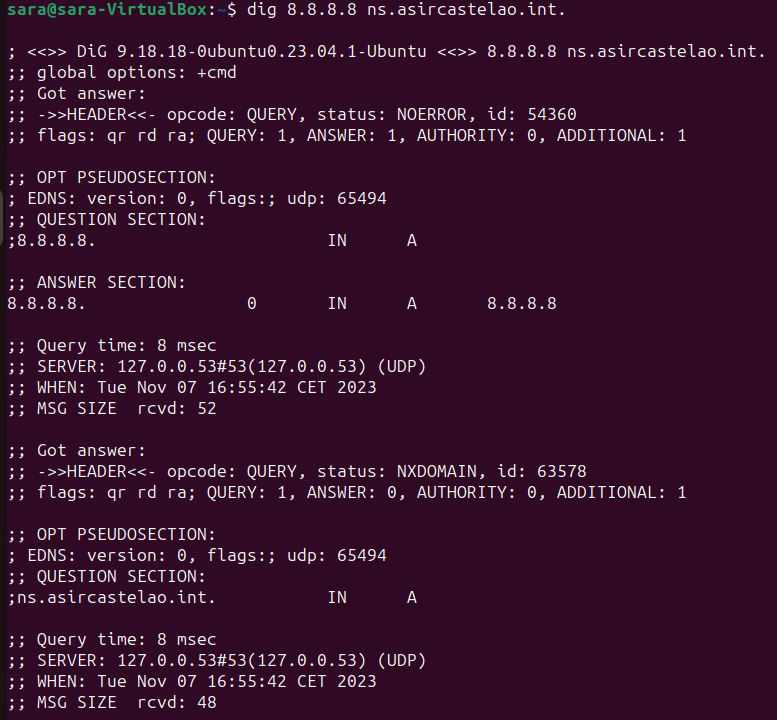 sara@sara-VirtualBox:~$ dig 8.8.8.8 ns.asircastelao.int.

; <<>> DiG 9.18.18-0ubuntu0.23.04.1-Ubuntu <<>> 8.8.8.8 ns.asircastelao.int.
;; global options: +cmd
;; Got answer:
;; ->>HEADER<<- opcode: QUERY, status: NOERROR, id: 54360
;; flags: qr rd ra; QUERY: 1, ANSWER: 1, AUTHORITY: 0, ADDITIONAL: 1

;; OPT PSEUDOSECTION:
; EDNS: version: 0, flags:; udp: 65494
;; QUESTION SECTION:
;8.8.8.8.			IN	A

;; ANSWER SECTION:
8.8.8.8.		0	IN	A	8.8.8.8

;; Query time: 8 msec
;; SERVER: 127.0.0.53#53(127.0.0.53) (UDP)
;; WHEN: Tue Nov 07 16:55:42 CET 2023
;; MSG SIZE  rcvd: 52

;; Got answer:
;; ->>HEADER<<- opcode: QUERY, status: NXDOMAIN, id: 63578
;; flags: qr rd ra; QUERY: 1, ANSWER: 0, AUTHORITY: 0, ADDITIONAL: 1

;; OPT PSEUDOSECTION:
; EDNS: version: 0, flags:; udp: 65494
;; QUESTION SECTION:
;ns.asircastelao.int.		IN	A

;; Query time: 8 msec
;; SERVER: 127.0.0.53#53(127.0.0.53) (UDP)
;; WHEN: Tue Nov 07 16:55:42 CET 2023
;; MSG SIZE  rcvd: 48